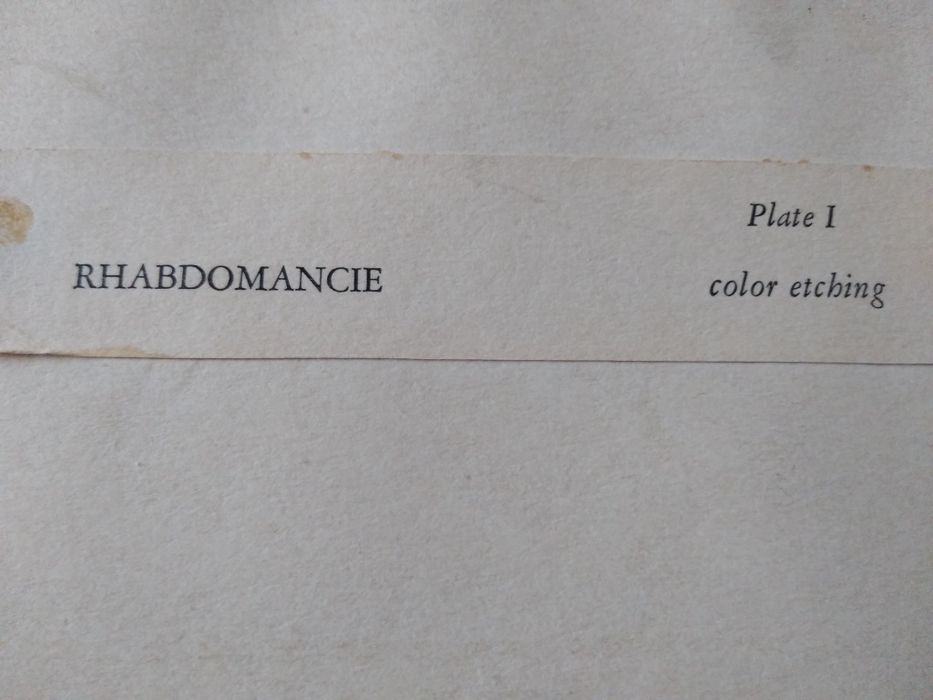 Plate I
RHABDOMANCIE
color etching